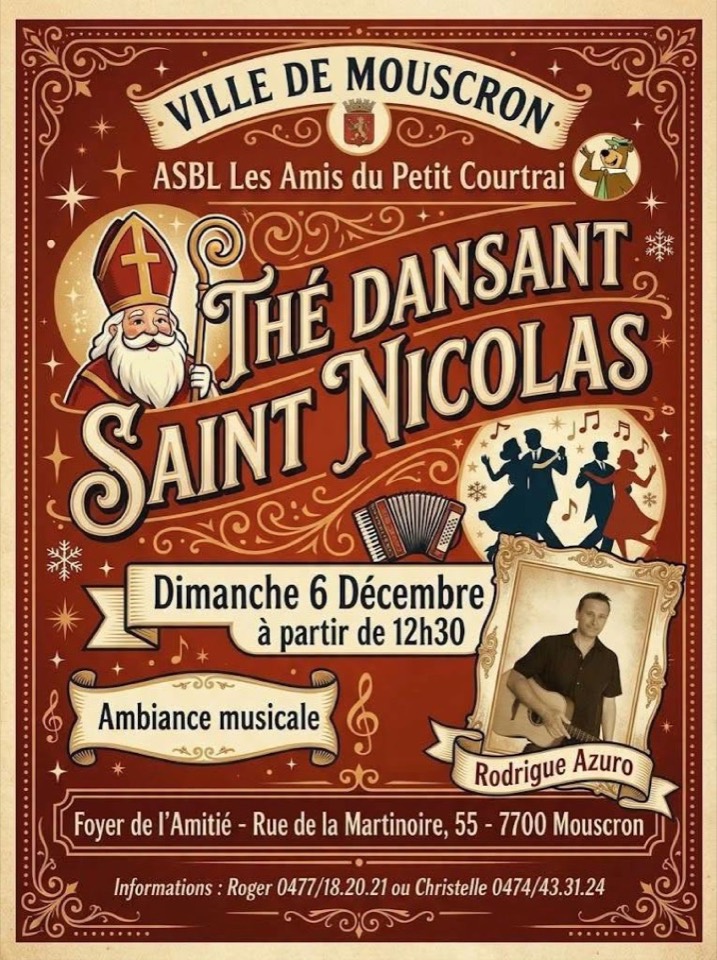 VILLE DE MOUSCRON
ASBL Les Amis du Petit Courtrai
THÉ DANSANT
SAINT NICOLAS
Dimanche 6 Décembre
à partir de 12h30
Ambiance musicale
Rodrigue Azuro
Foyer de l'Amitié - Rue de la Martinoire, 55 - 7700 Mouscron
Informations : Roger 0477/18.20.21 ou Christelle 0474/43.31.24